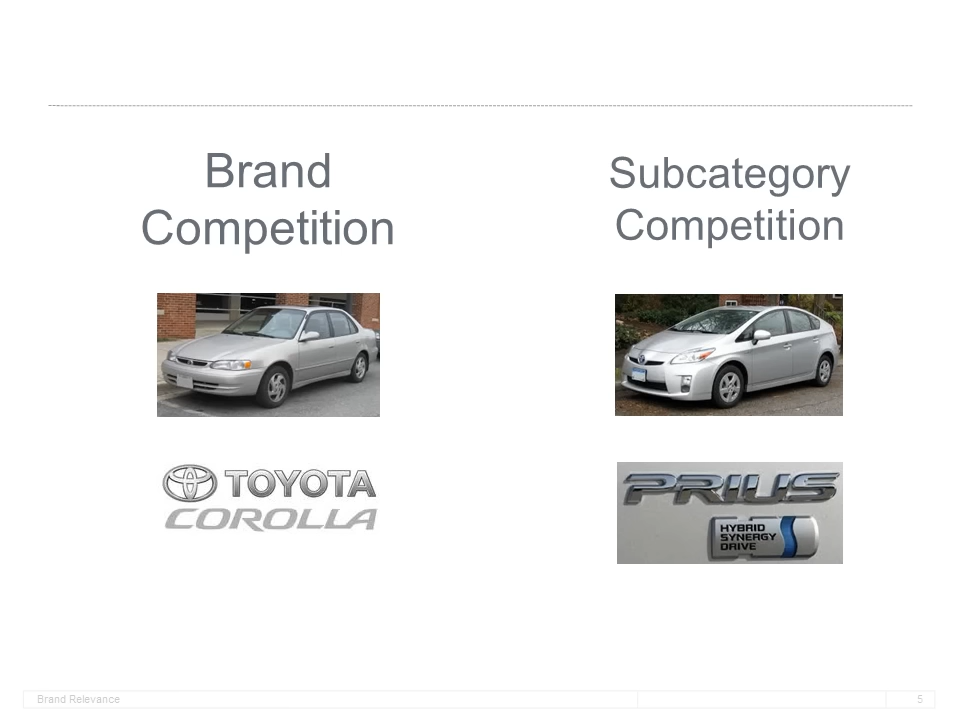 Brand
Competition
Subcategory
Competition
TOYOTA
COROLLA
PRIUS
HYBRID
SYNERGY
DRIVE
Brand Relevance
5